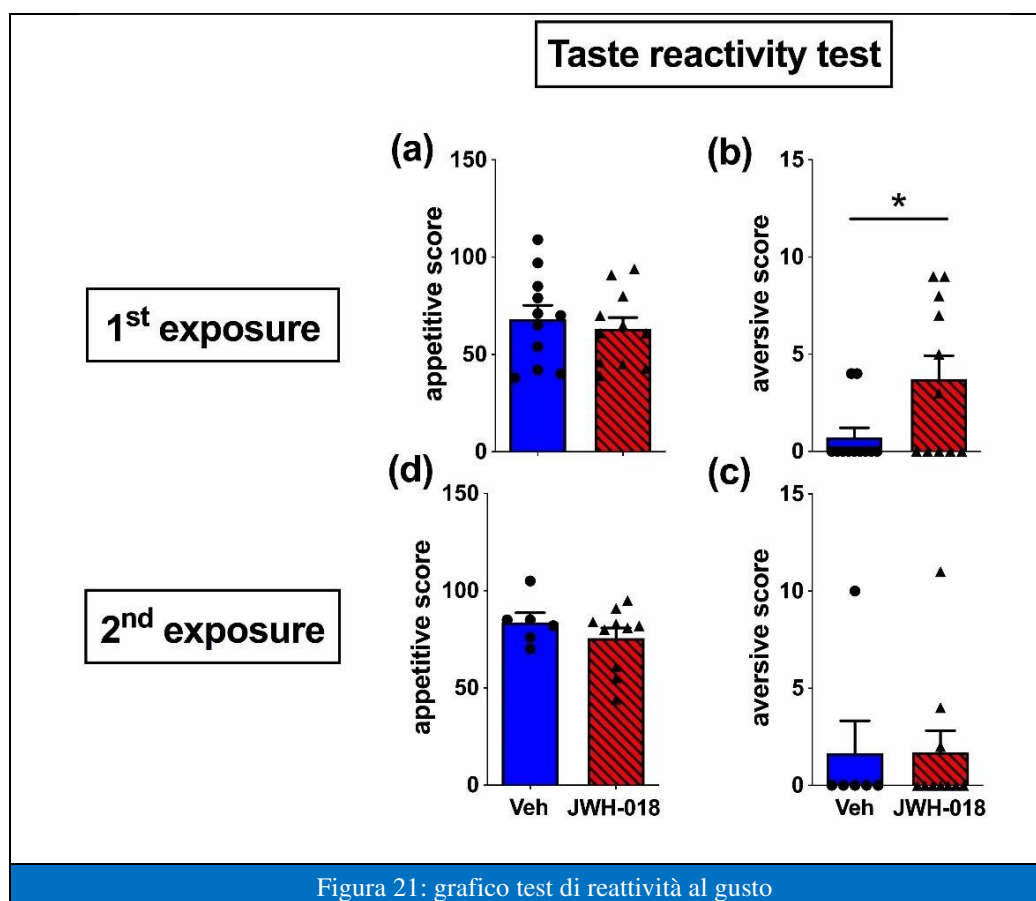 Taste reactivity test
(a)
150
100
50
0
appetitive score
(b)
15
10
5
0
aversive score
*
1st exposure
(d)
150
100
50
0
appetitive score
Veh JWH-018
(c)
15
10
5
0
aversive score
Veh JWH-018
2nd exposure
Figura 21: grafico test di reattività al gusto